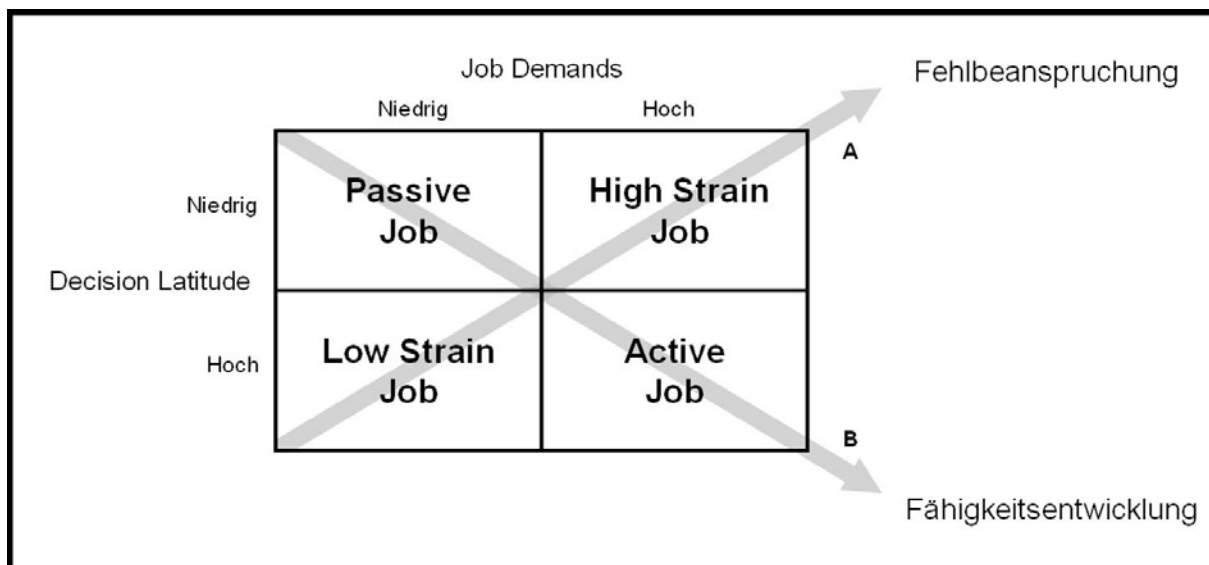 Job Demands
Fehlbeanspruchung
Niedrig
Hoch
A
Niedrig
Passive
Job
High Strain
Job
Decision Latitude
Hoch
Low Strain
Job
Active
Job
B
Fähigkeitsentwicklung